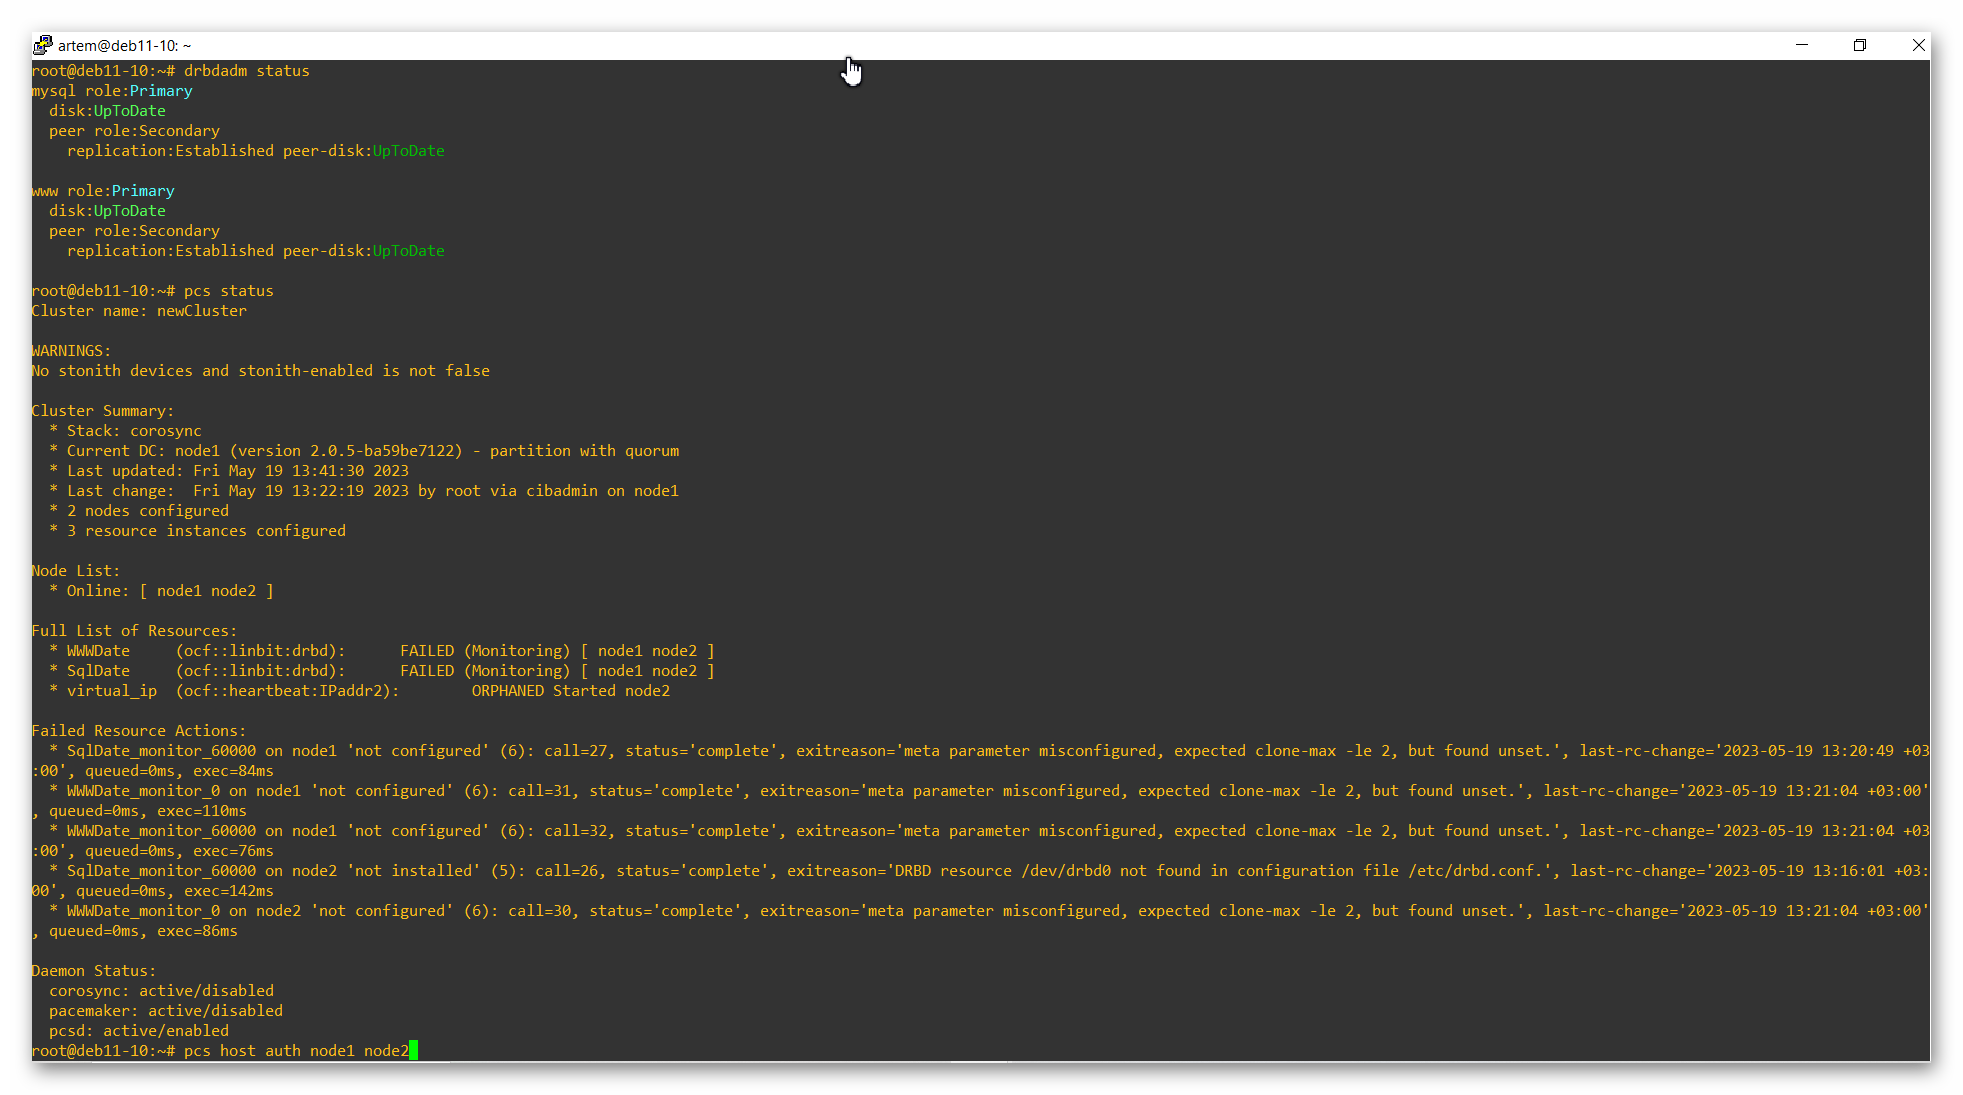 artem@deb11-10: ~
root@deb11-10:~# drbdadm status
mysql role:Primary
  disk:UpToDate
  peer role:Secondary
    replication:Established peer-disk:UpToDate

www role:Primary
  disk:UpToDate
  peer role:Secondary
    replication:Established peer-disk:UpToDate

root@deb11-10:~# pcs status
Cluster name: newCluster

WARNINGS:
No stonith devices and stonith-enabled is not false

Cluster Summary:
  * Stack: corosync
  * Current DC: node1 (version 2.0.5-ba59be7122) - partition with quorum
  * Last updated: Fri May 19 13:41:30 2023
  * Last change:  Fri May 19 13:22:19 2023 by root via cibadmin on node1
  * 2 nodes configured
  * 3 resource instances configured

Node List:
  * Online: [ node1 node2 ]

Full List of Resources:
  * WWWDate     (ocf::linbit:drbd):      FAILED (Monitoring) [ node1 node2 ]
  * SqlDate     (ocf::linbit:drbd):      FAILED (Monitoring) [ node1 node2 ]
  * virtual_ip  (ocf::heartbeat:IPaddr2):        ORPHANED Started node2

Failed Resource Actions:
  * SqlDate_monitor_60000 on node1 'not configured' (6): call=27, status='complete', exitreason='meta parameter misconfigured, expected clone-max -le 2, but found unset.', last-rc-change='2023-05-19 13:20:49 +03
:00', queued=0ms, exec=84ms
  * WWWDate_monitor_0 on node1 'not configured' (6): call=31, status='complete', exitreason='meta parameter misconfigured, expected clone-max -le 2, but found unset.', last-rc-change='2023-05-19 13:21:04 +03:00'
, queued=0ms, exec=110ms
  * WWWDate_monitor_60000 on node1 'not configured' (6): call=32, status='complete', exitreason='meta parameter misconfigured, expected clone-max -le 2, but found unset.', last-rc-change='2023-05-19 13:21:04 +03
:00', queued=0ms, exec=76ms
  * SqlDate_monitor_60000 on node2 'not installed' (5): call=26, status='complete', exitreason='DRBD resource /dev/drbd0 not found in configuration file /etc/drbd.conf.', last-rc-change='2023-05-19 13:16:01 +03:
00', queued=0ms, exec=142ms
  * WWWDate_monitor_0 on node2 'not configured' (6): call=30, status='complete', exitreason='meta parameter misconfigured, expected clone-max -le 2, but found unset.', last-rc-change='2023-05-19 13:21:04 +03:00'
, queued=0ms, exec=86ms

Daemon Status:
  corosync: active/disabled
  pacemaker: active/disabled
  pcsd: active/enabled
root@deb11-10:~# pcs host auth node1 node2